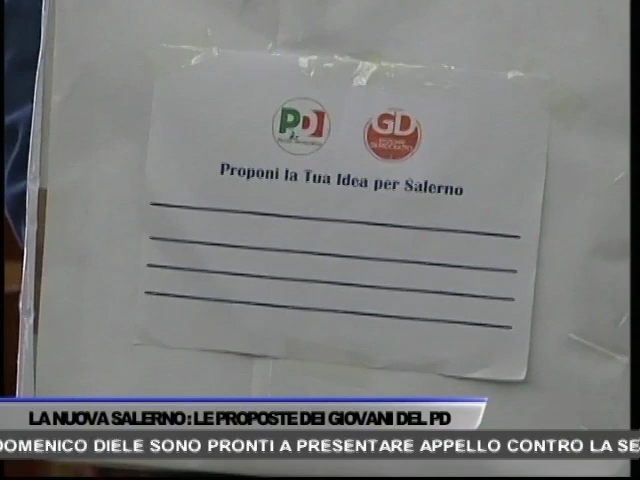 PD
GD
Proponi la Tua Idea per Salerno
LA NUOVA SALERNO : LE PROPOSTE DEI GIOVANI DEL PD
DOMENICO DIELE SONO PRONTI A PRESENTARE APPELLO CONTRO LA SE